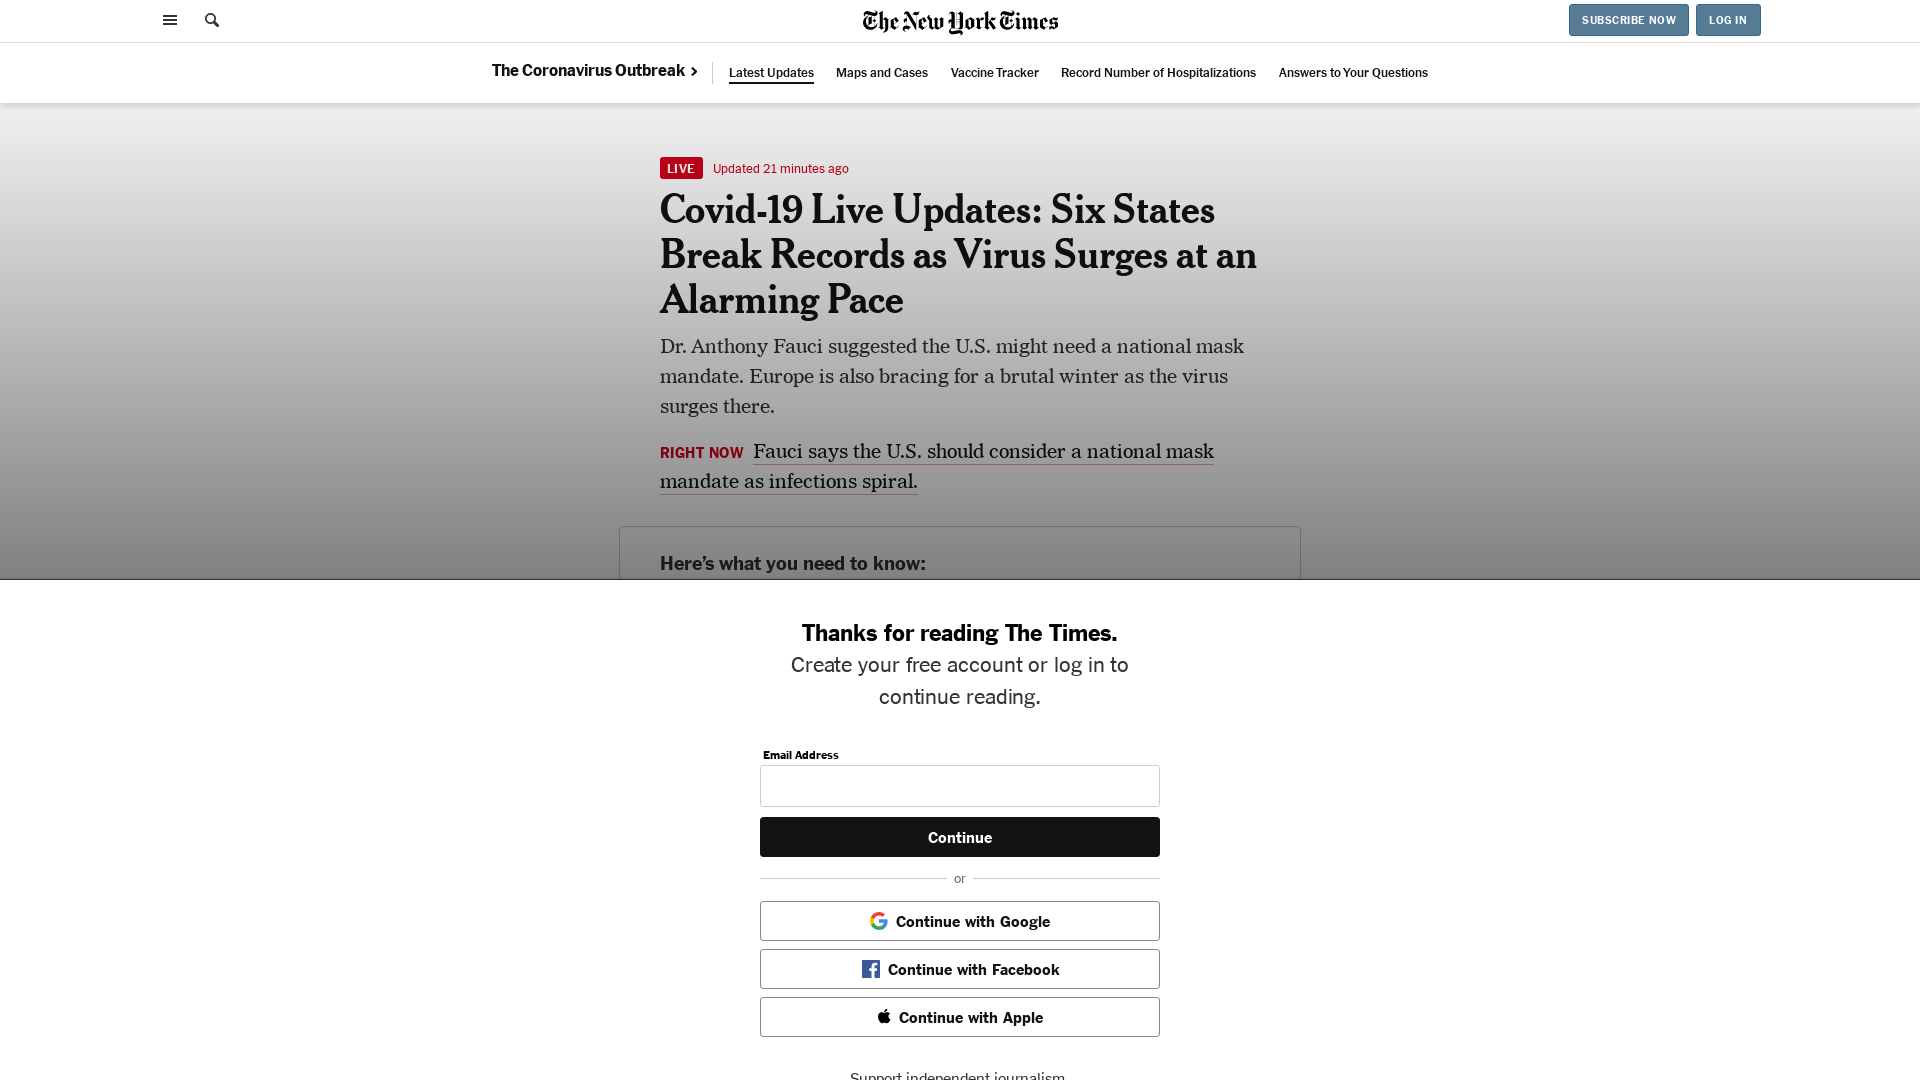 The New York Times
SUBSCRIBE NOW
LOG IN
The Coronavirus Outbreak
Latest Updates
Maps and Cases
Vaccine Tracker
Record Number of Hospitalizations
Answers to Your Questions
LIVE Updated 21 minutes ago
Covid-19 Live Updates: Six States
Break Records as Virus Surges at an
Alarming Pace
Dr. Anthony Fauci suggested the U.S. might need a national mask
mandate. Europe is also bracing for a brutal winter as the virus
surges there.
RIGHT NOW Fauci says the U.S. should consider a national mask
mandate as infections spiral.
Here’s what you need to know:
Thanks for reading The Times.
Create your free account or log in to
continue reading.
Email Address
Continue
or
Continue with Google
Continue with Facebook
Continue with Apple
Support independent journalism.